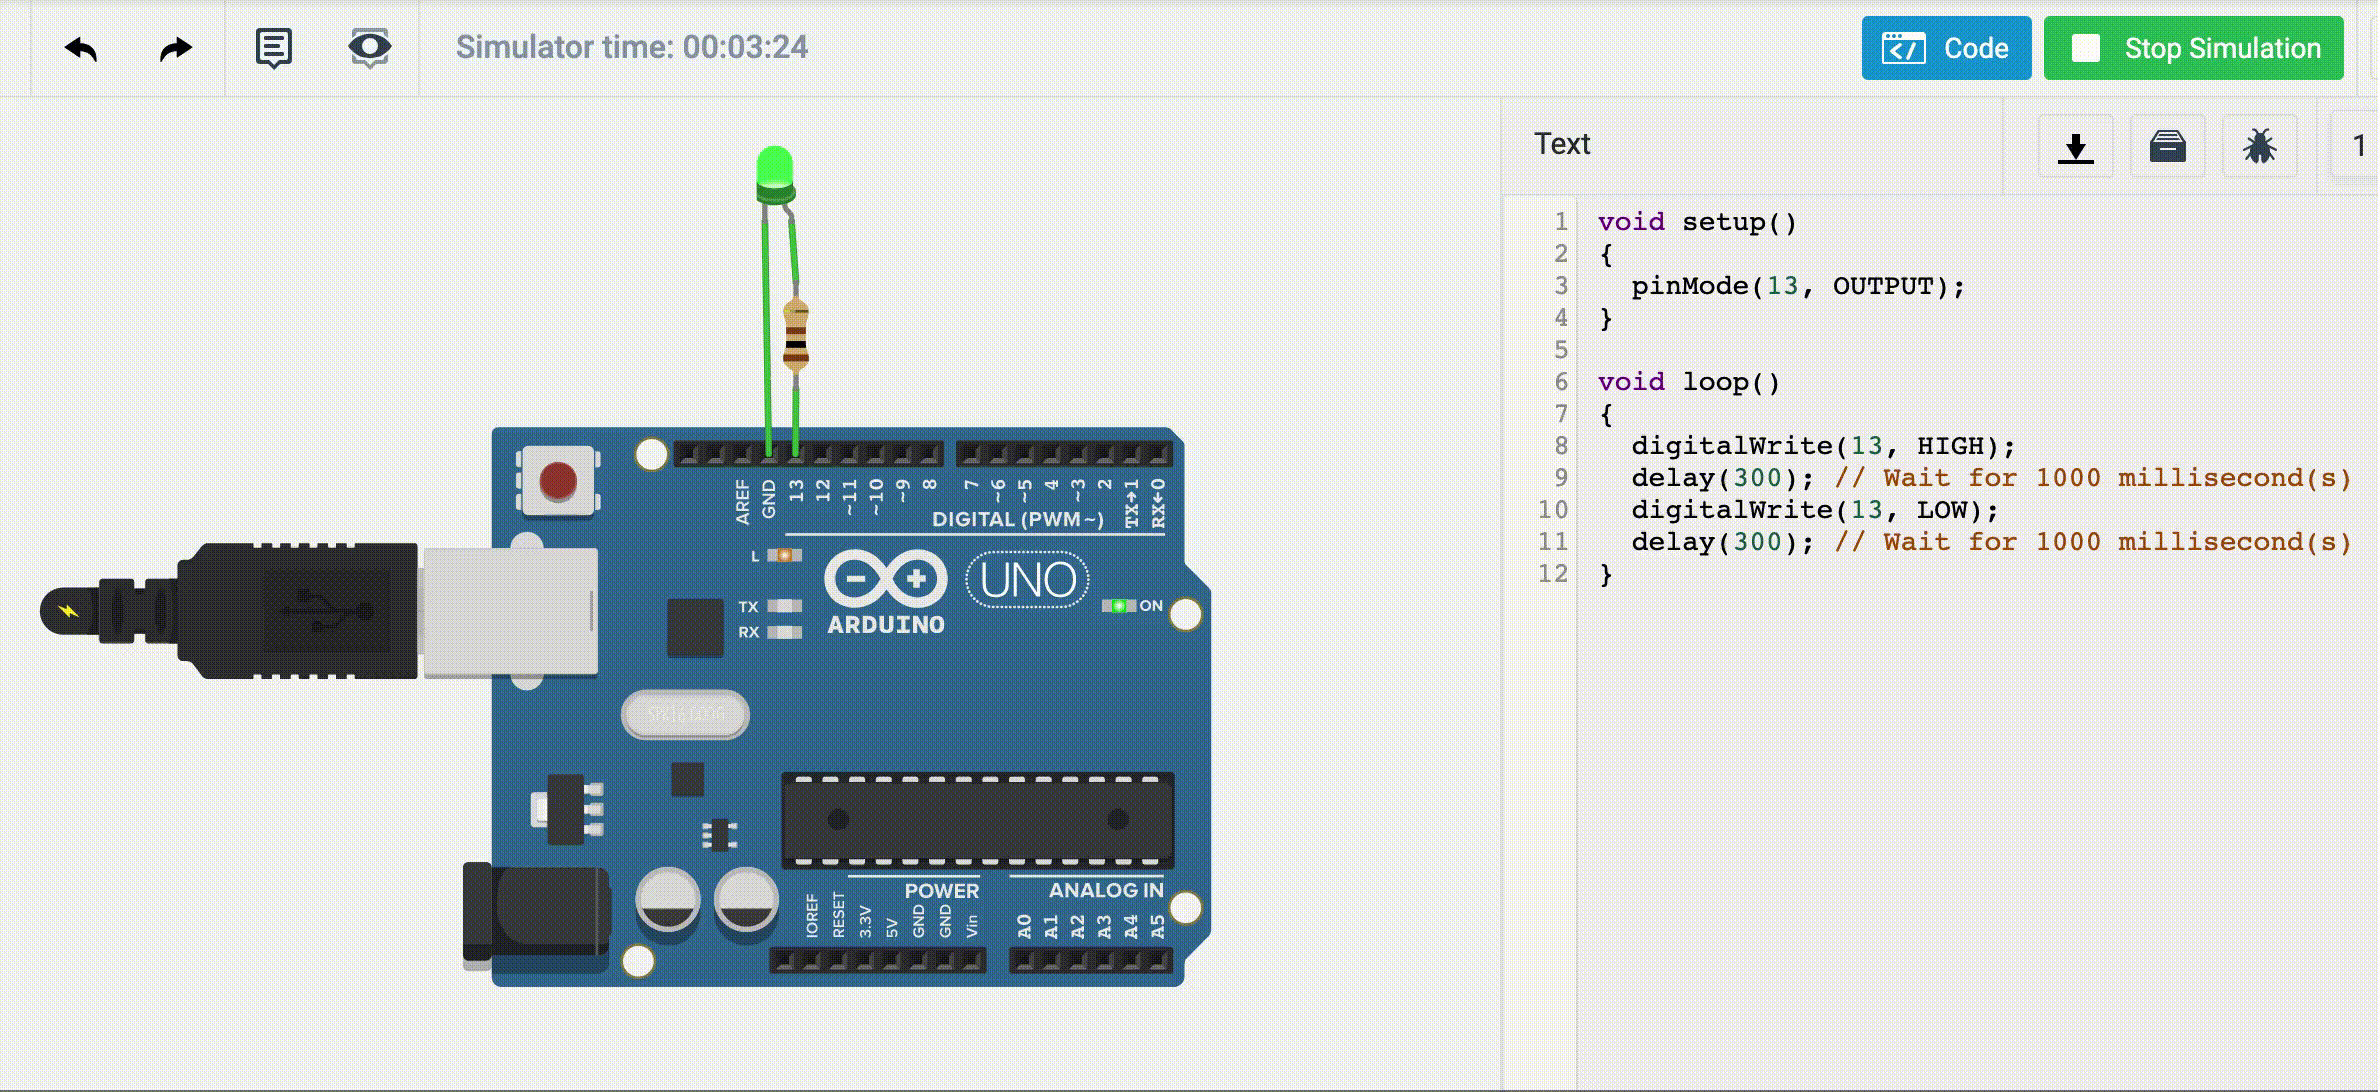 Simulator time: 00:03:24
Code
Stop Simulation
Text
1
1 void setup()
2 {
3   pinMode(13, OUTPUT);
4 }
5
6 void loop()
7 {
8   digitalWrite(13, HIGH);
9   delay(300); // Wait for 1000 millisecond(s)
10   digitalWrite(13, LOW);
11   delay(300); // Wait for 1000 millisecond(s)
12 }
AREF GND 13 12 ~11 ~10 ~9 8 7 ~6 ~5 4 ~3 2 TX→1 RX←0
DIGITAL (PWM~)
L
UNO
TX
ON
RX
ARDUINO
POWER
ANALOG IN
IOREF RESET 3.3V 5V GND GND Vin A0 A1 A2 A3 A4 A5